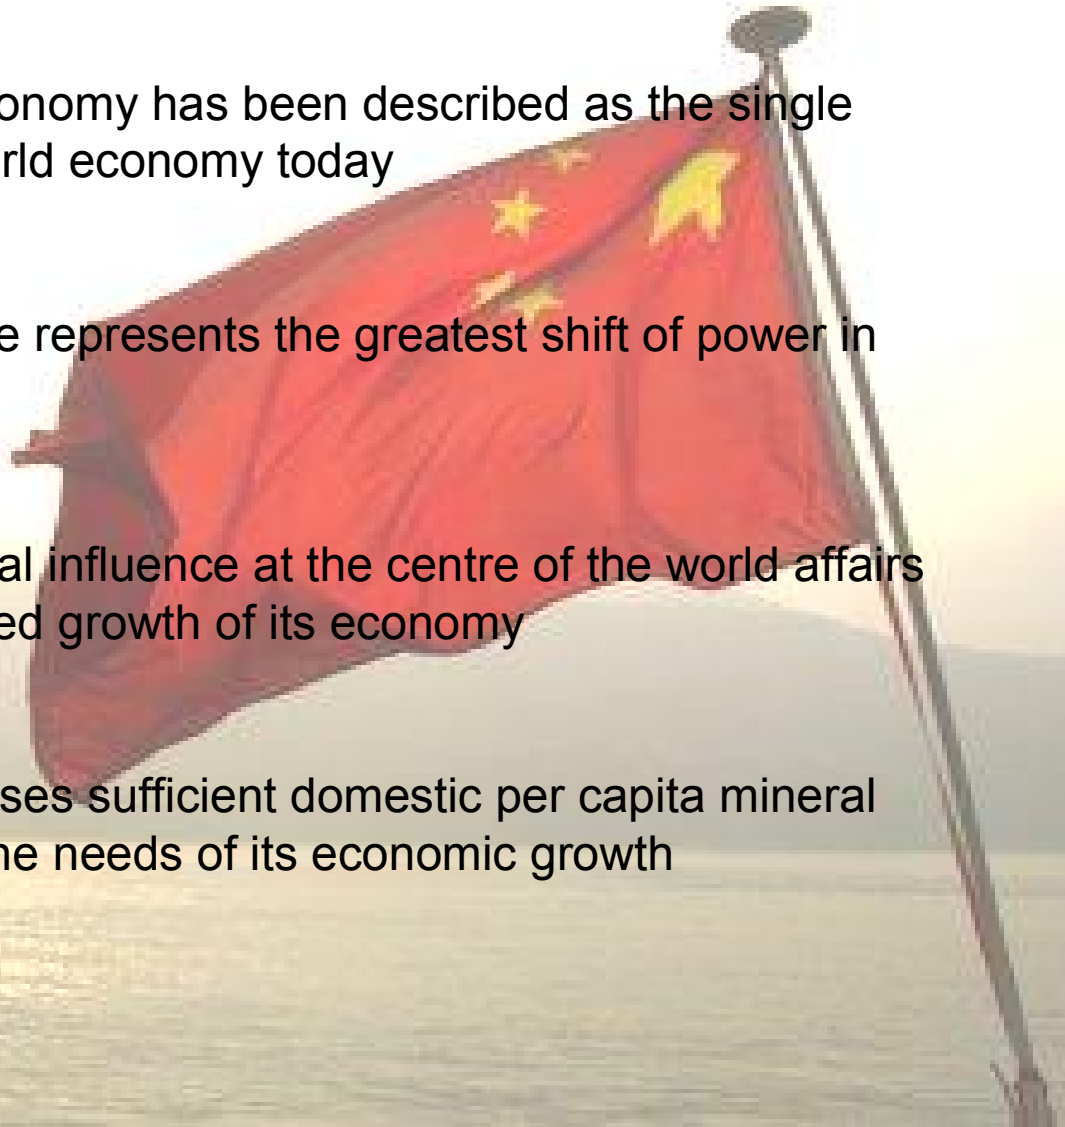 onomy has been described as the single
rld economy today
e represents the greatest shift of power in
al influence at the centre of the world affairs
ed growth of its economy
ses sufficient domestic per capita mineral
he needs of its economic growth